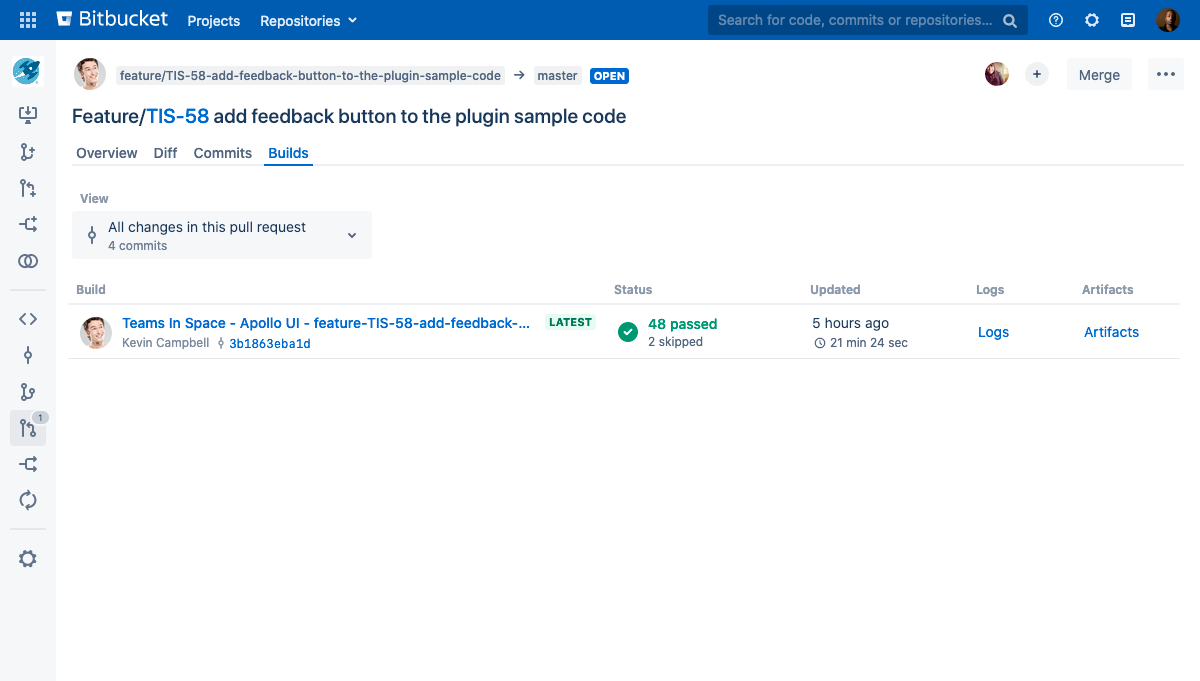 Bitbucket Projects Repositories Search for code, commits or repositories...
feature/TIS-58-add-feedback-button-to-the-plugin-sample-code → master OPEN + Merge
Feature/TIS-58 add feedback button to the plugin sample code
Overview Diff Commits Builds
View
All changes in this pull request
4 commits
Build Status Updated Logs Artifacts
Teams In Space - Apollo UI - feature-TIS-58-add-feedback-... LATEST 48 passed 5 hours ago Logs Artifacts
Kevin Campbell 3b1863eba1d 2 skipped 21 min 24 sec
1